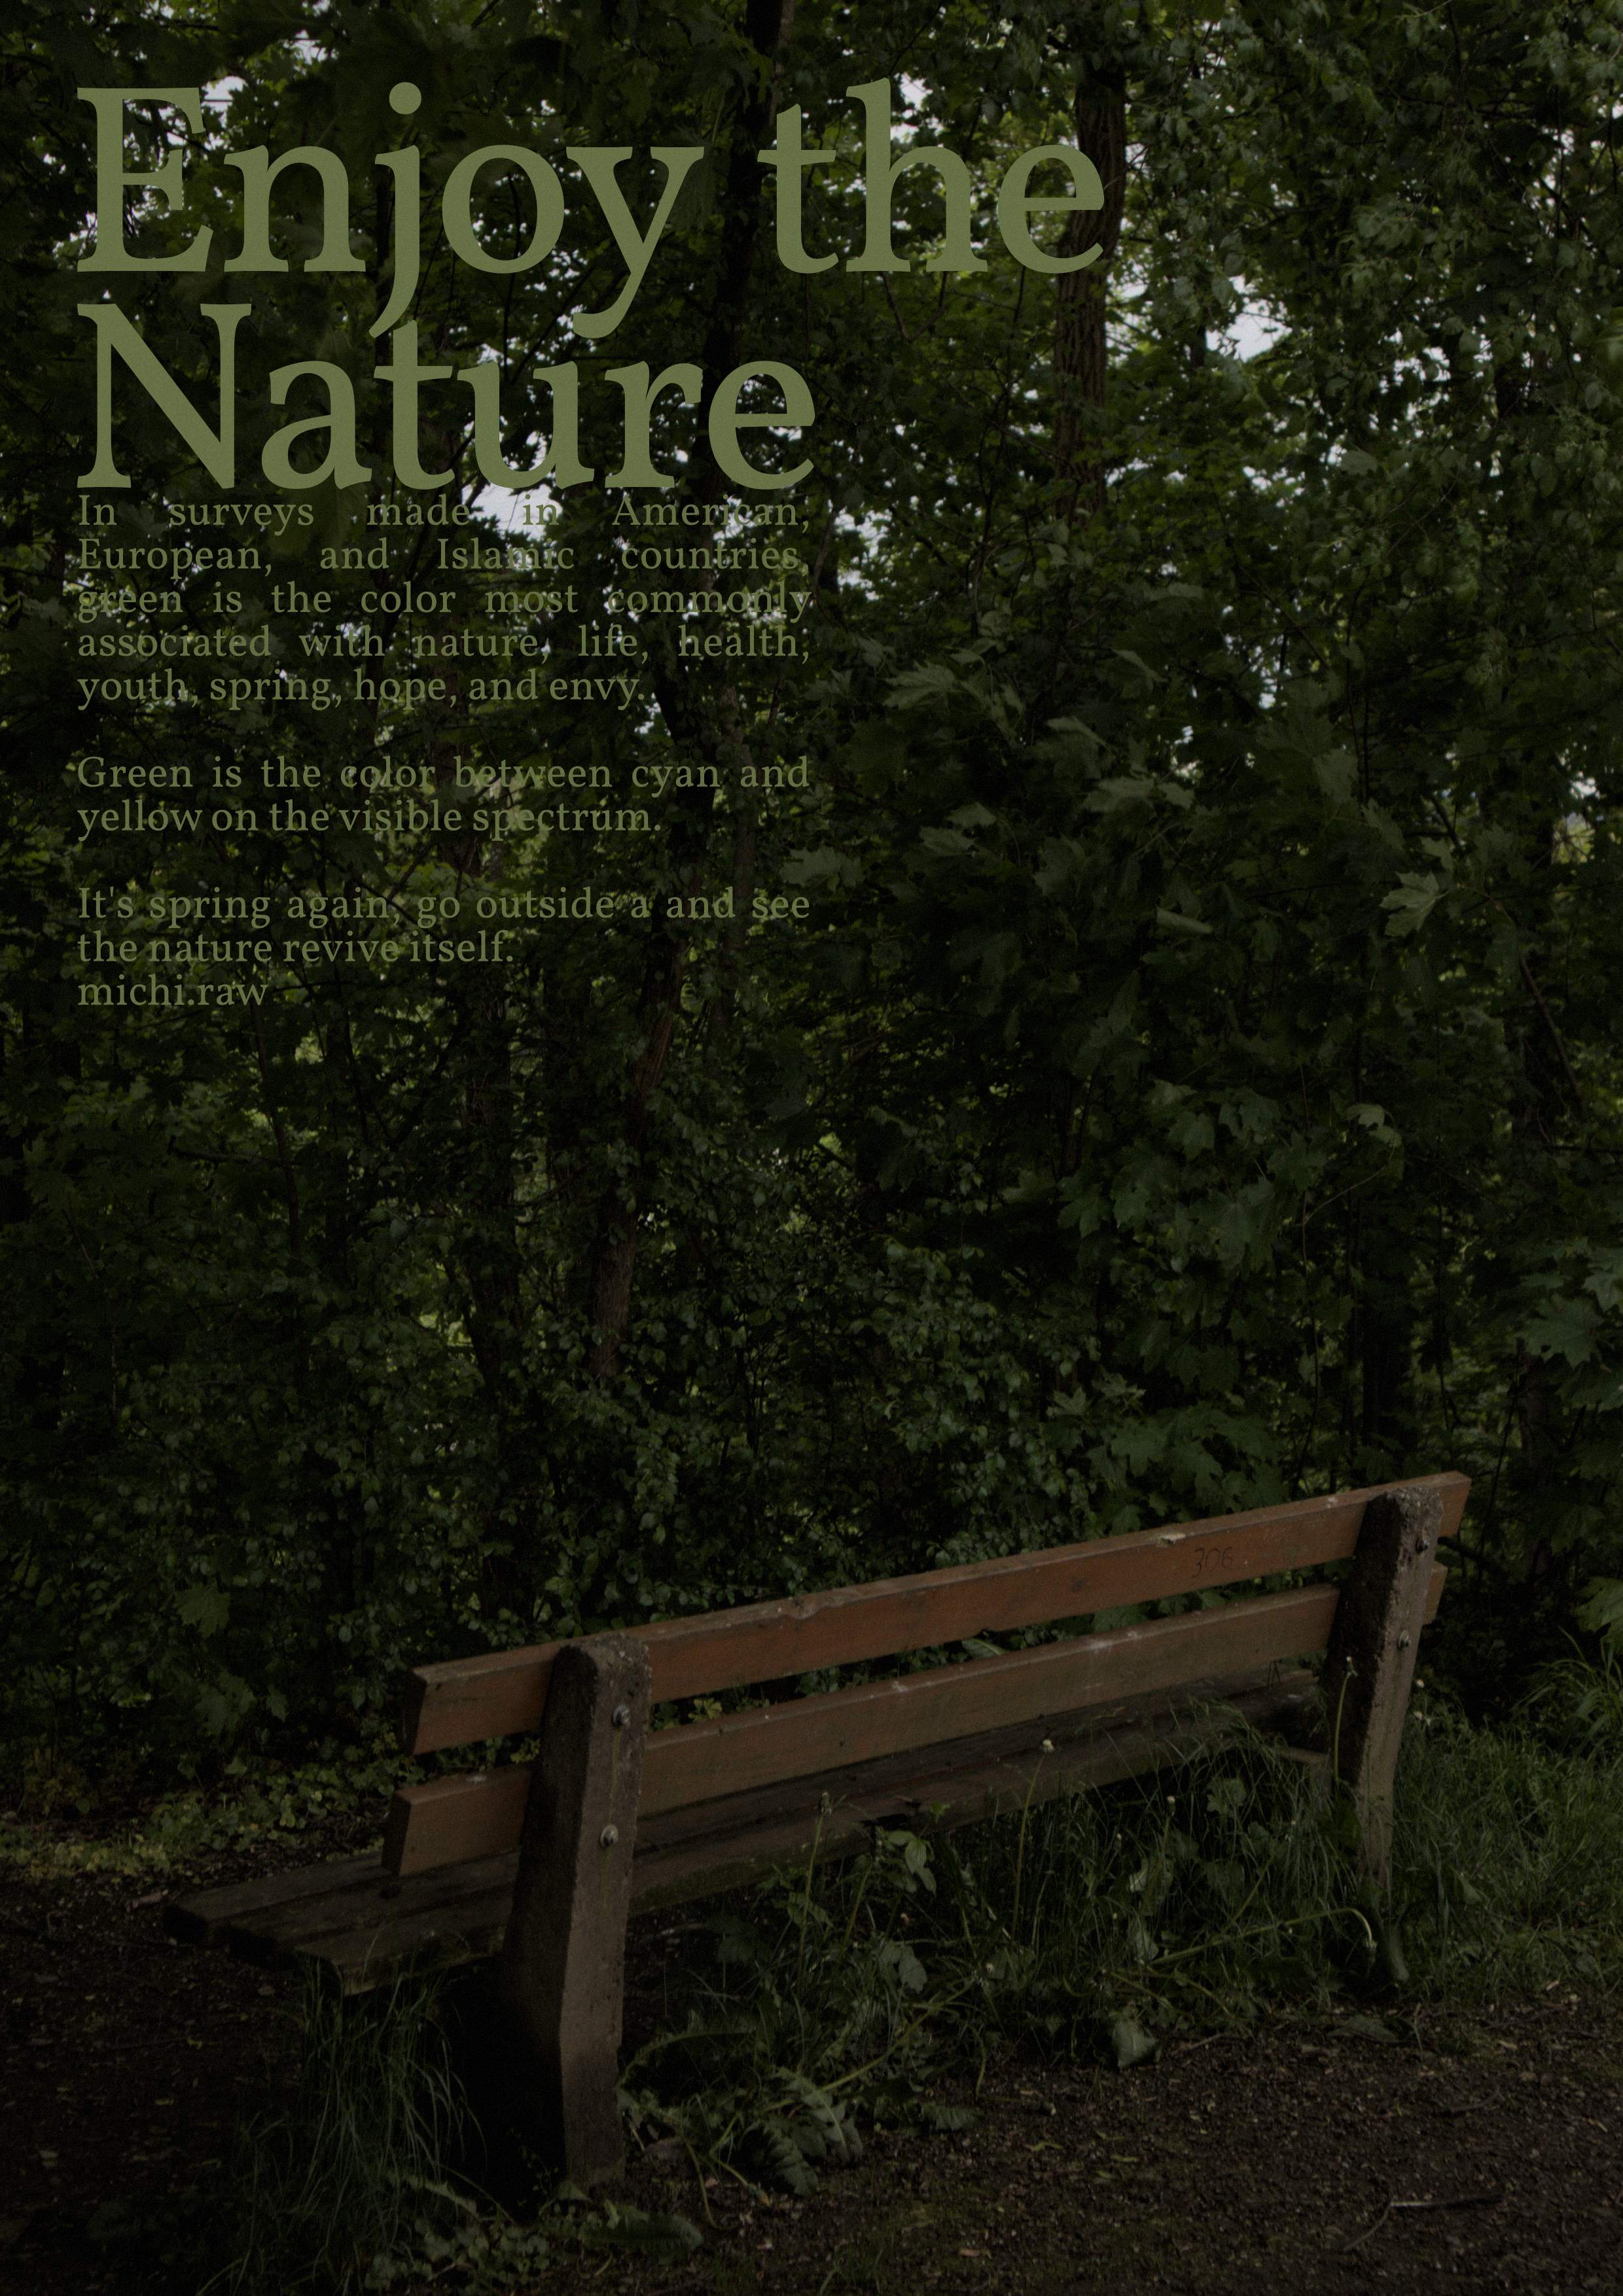 Enjoy the
Nature
In surveys made in American,
European, and Islamic countries,
green is the color most commonly
associated with nature, life, health,
youth, spring, hope, and envy.
Green is the color between cyan and
yellow on the visible spectrum.
It's spring again, go outside a and see
the nature revive itself.
michi.raw
306